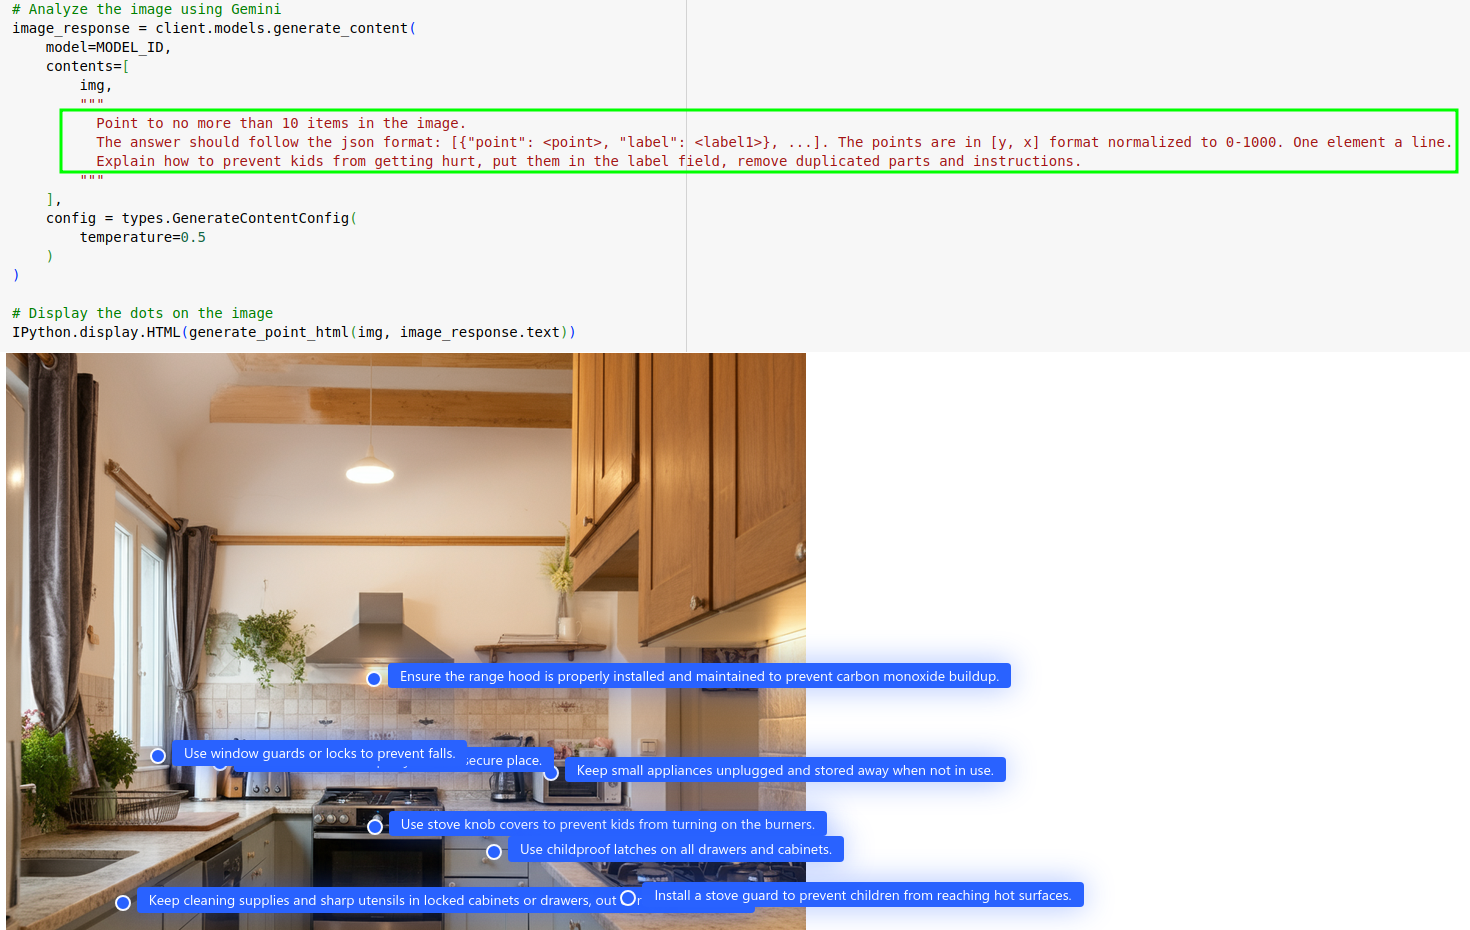 # Analyze the image using Gemini
image_response = client.models.generate_content(
    model=MODEL_ID,
    contents=[
        img,
        """
          Point to no more than 10 items in the image.
          The answer should follow the json format: [{"point": <point>, "label": <label1>}, ...]. The points are in [y, x] format normalized to 0-1000. One element a line.
          Explain how to prevent kids from getting hurt, put them in the label field, remove duplicated parts and instructions.
        """
    ],
    config = types.GenerateContentConfig(
        temperature=0.5
    )
)

# Display the dots on the image
IPython.display.HTML(generate_point_html(img, image_response.text))
Ensure the range hood is properly installed and maintained to prevent carbon monoxide buildup.
Use window guards or locks to prevent falls.
secure place.
Keep small appliances unplugged and stored away when not in use.
Use stove knob covers to prevent kids from turning on the burners.
Use childproof latches on all drawers and cabinets.
Keep cleaning supplies and sharp utensils in locked cabinets or drawers, out
Install a stove guard to prevent children from reaching hot surfaces.